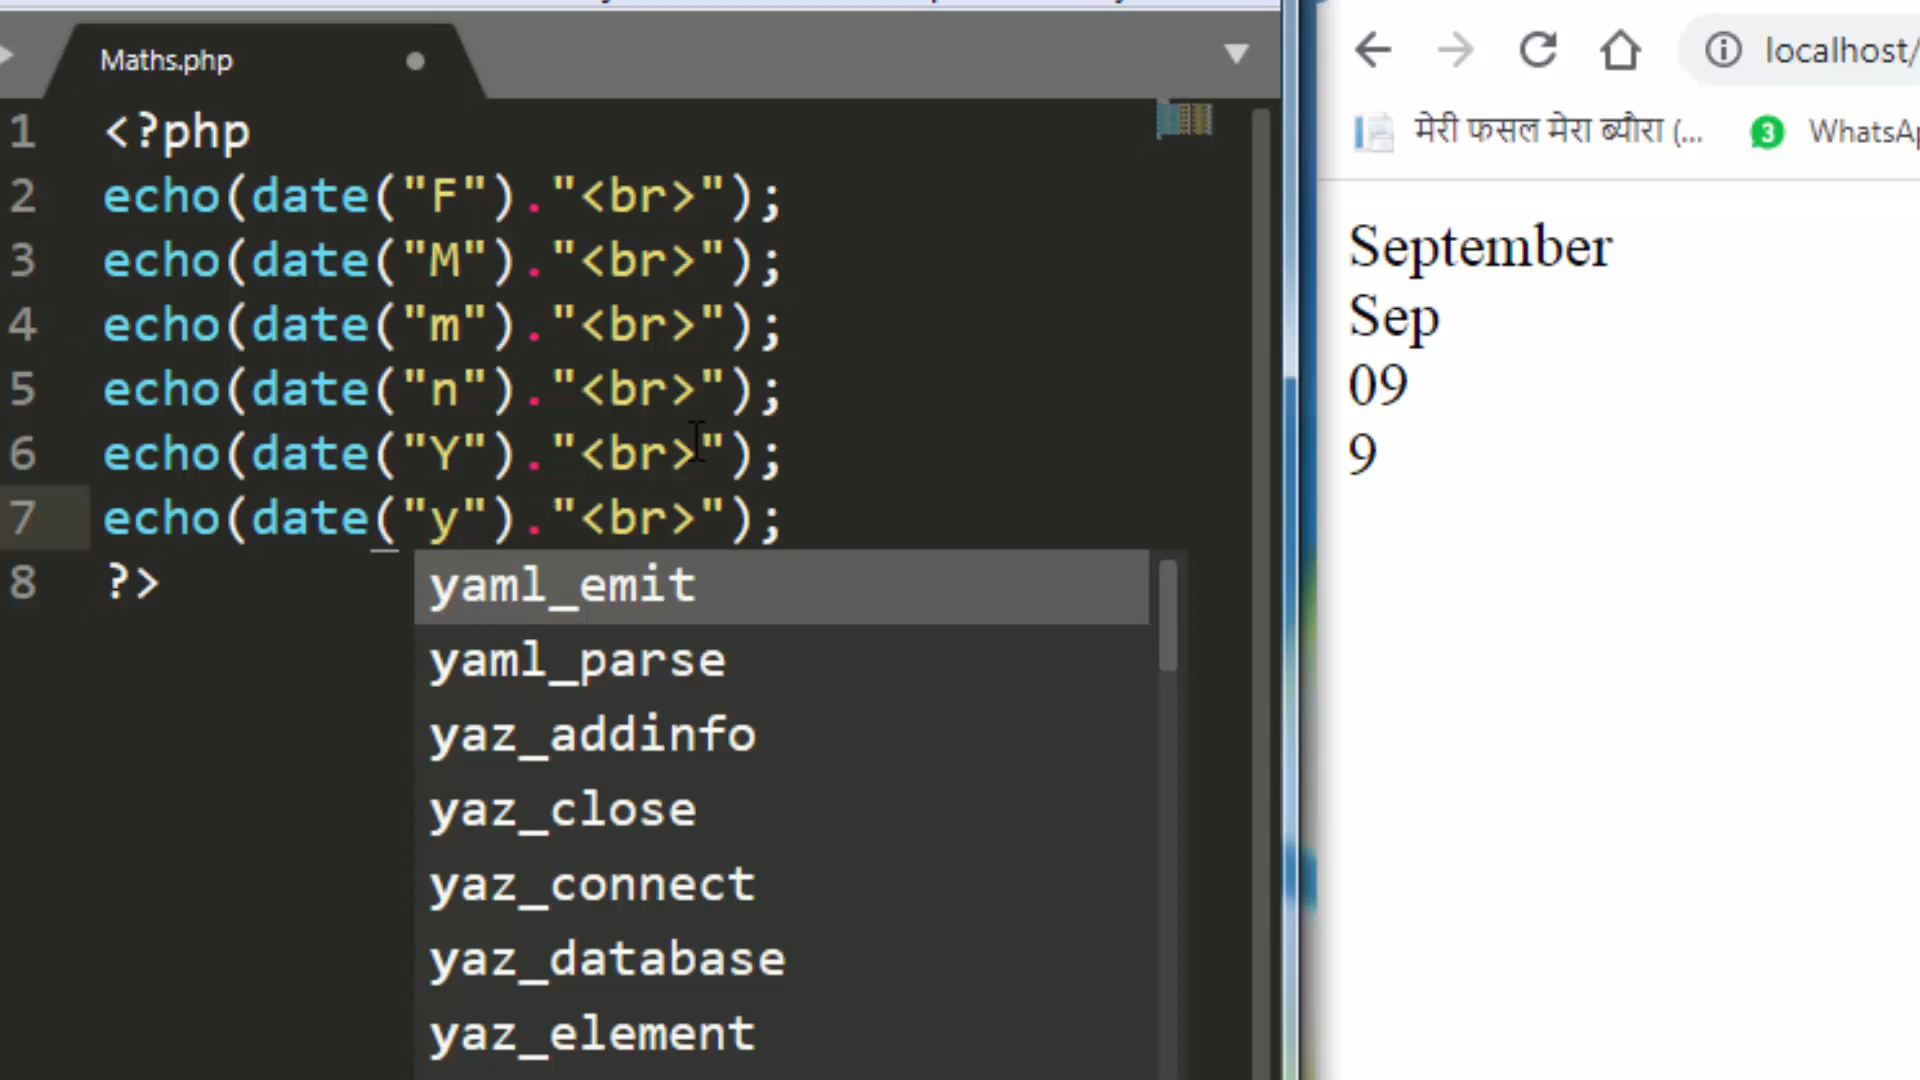 Maths.php
1 <?php
2 echo(date("F")."<br>");
3 echo(date("M")."<br>");
4 echo(date("m")."<br>");
5 echo(date("n")."<br>");
6 echo(date("Y")."<br>");
7 echo(date("y")."<br>");
8 ?>
yaml_emit
yaml_parse
yaz_addinfo
yaz_close
yaz_connect
yaz_database
yaz_element
localhost/
मेरी फसल मेरा ब्यौरा (...
3 WhatsAp
September
Sep
09
9